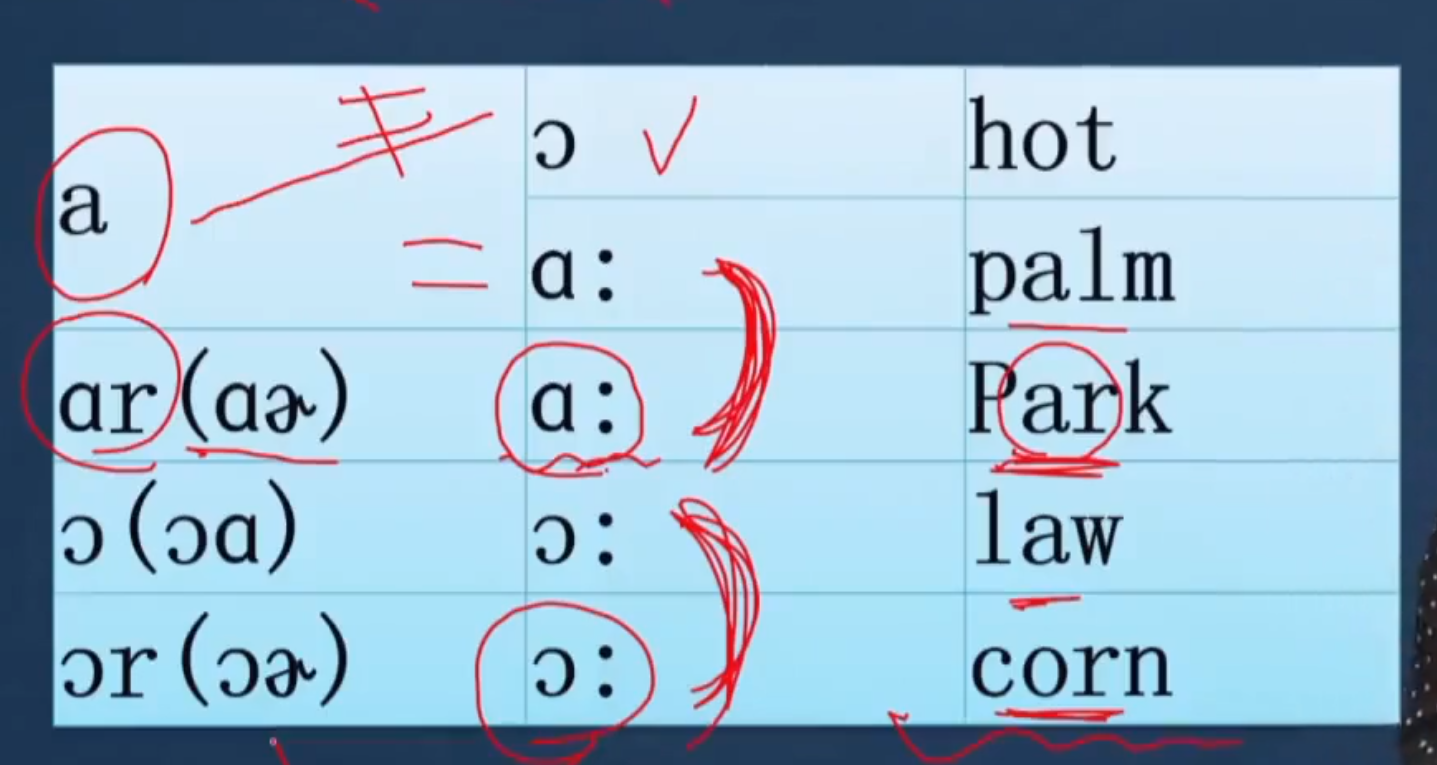 a ≠ ɔ ✓ hot
= ɑ: palm
ɑr(ɑɚ) ɑ: Park
ɔ(ɔɑ) ɔ: law
ɔr(ɔɚ) ɔ: corn